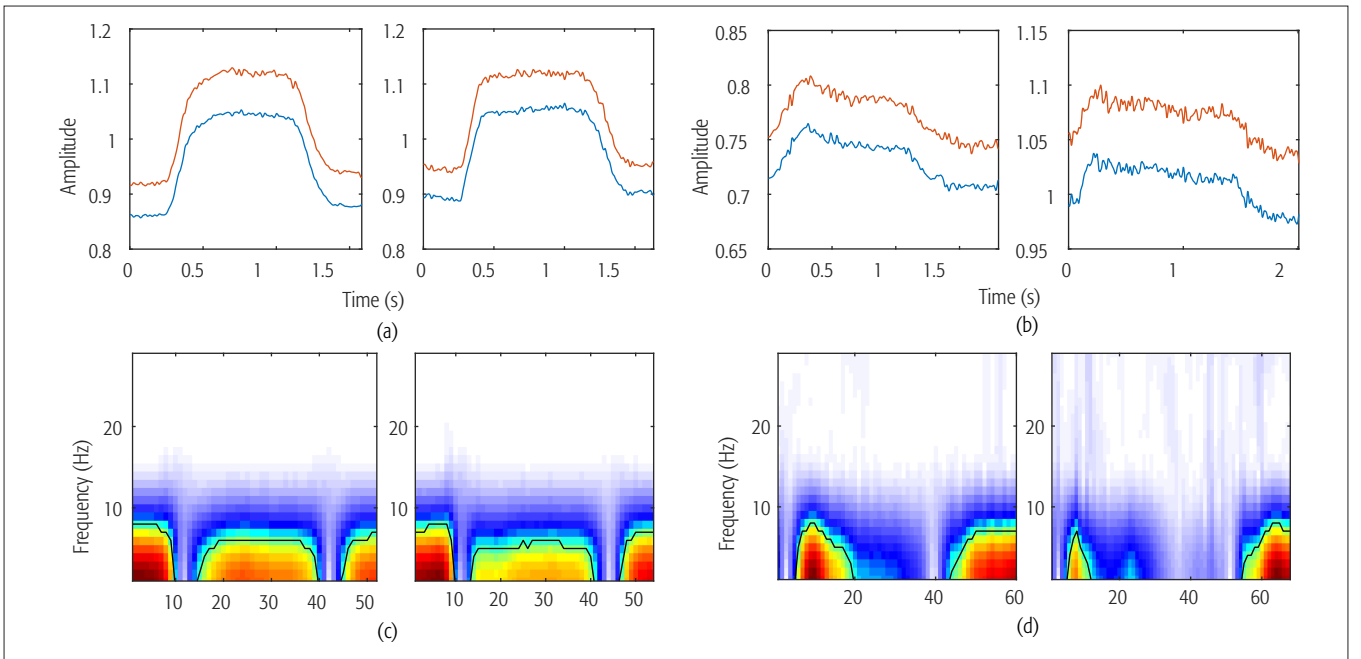 1.2 1.2 0.85 1.15
1.1 1.1 0.8 1.1
Amplitude 1 1 Amplitude 0.75 1.05
0.9 0.9 0.7 1
0.8 0.8 0.65 0.95
0 0.5 1 1.5 0 0.5 1 1.5 0 0.5 1 1.5 0 1 2
Time (s) Time (s)
(a) (b)
Frequency (Hz) 20 20 Frequency (Hz) 20 20
10 10 10 10
10 20 30 40 50 10 20 30 40 50 20 40 60 20 40 60
(c) (d)